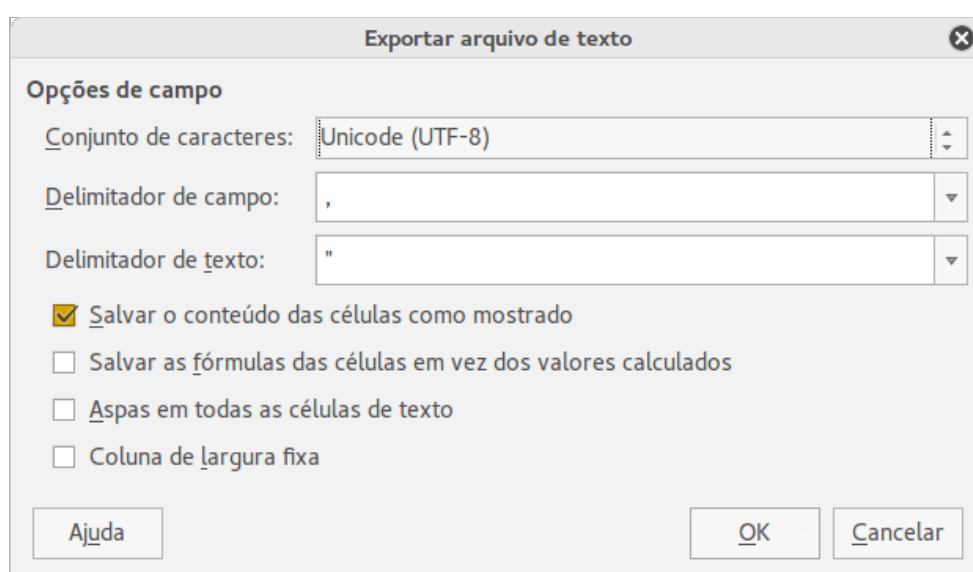 Exportar arquivo de texto
Opções de campo
Conjunto de caracteres: Unicode (UTF-8)
Delimitador de campo: ,
Delimitador de texto: "
Salvar o conteúdo das células como mostrado
Salvar as fórmulas das células em vez dos valores calculados
Aspas em todas as células de texto
Coluna de largura fixa
Ajuda OK Cancelar